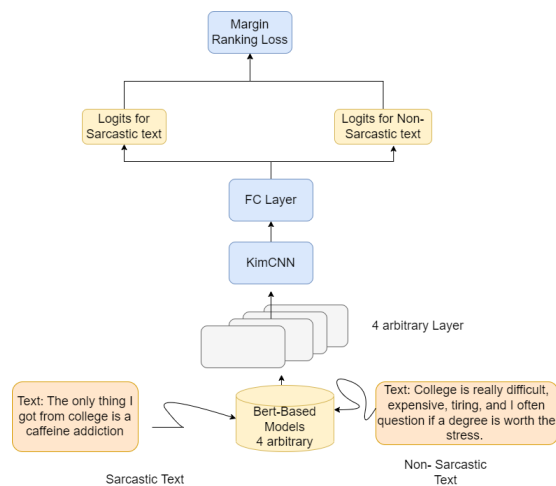 Margin
Ranking Loss
Logits for
Sarcastic text
Logits for Non-
Sarcastic text
FC Layer
KimCNN
4 arbitrary Layer
Text: The only thing I
got from college is a
caffeine addiction
Bert-Based
Models
4 arbitrary
Text: College is really difficult,
expensive, tiring, and I often
question if a degree is worth the
stress.
Sarcastic Text
Non- Sarcastic
Text